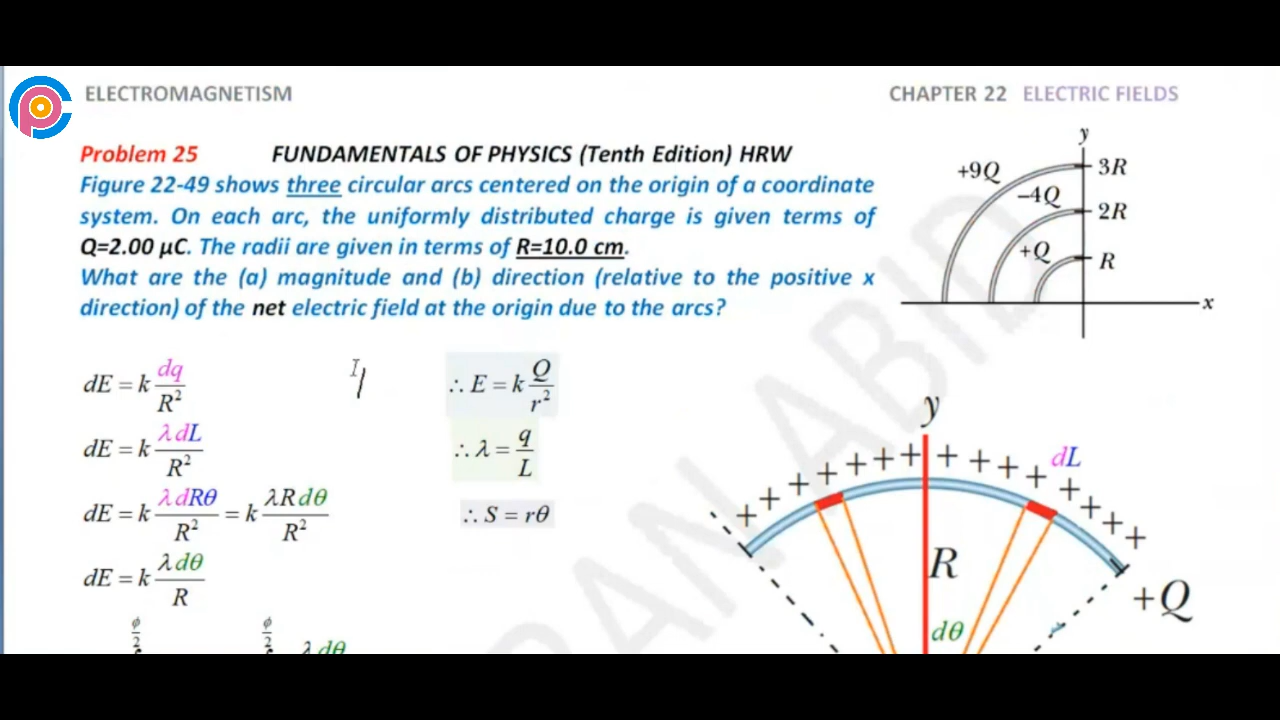 ELECTROMAGNETISM
CHAPTER 22 ELECTRIC FIELDS
Problem 25 FUNDAMENTALS OF PHYSICS (Tenth Edition) HRW
Figure 22-49 shows three circular arcs centered on the origin of a coordinate
system. On each arc, the uniformly distributed charge is given terms of
Q=2.00 µC. The radii are given in terms of R=10.0 cm.
What are the (a) magnitude and (b) direction (relative to the positive x
direction) of the net electric field at the origin due to the arcs?
y
+9Q
3R
−4Q
2R
+Q
R
x
dE = k dq/R²
∴ E = k Q/r²
dE = k λdL/R²
∴ λ = q/L
dE = k λdRθ/R² = k λRdθ/R²
∴ S = rθ
dE = k λdθ/R
φ/2
φ/2
λdθ
y
+ + + + + + + + + + + + + + + +
dL
R
+Q
dθ